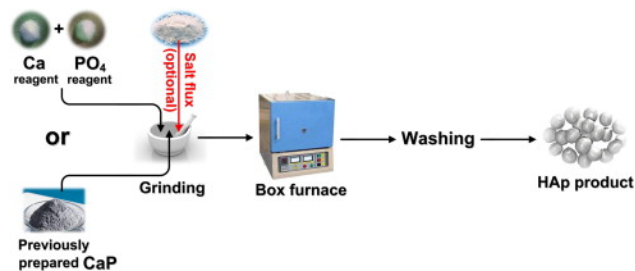 +
Ca
reagent
PO4
reagent
Salt flux
(optional)
or
Grinding
Box furnace
Washing
HAp product
Previously
prepared CaP